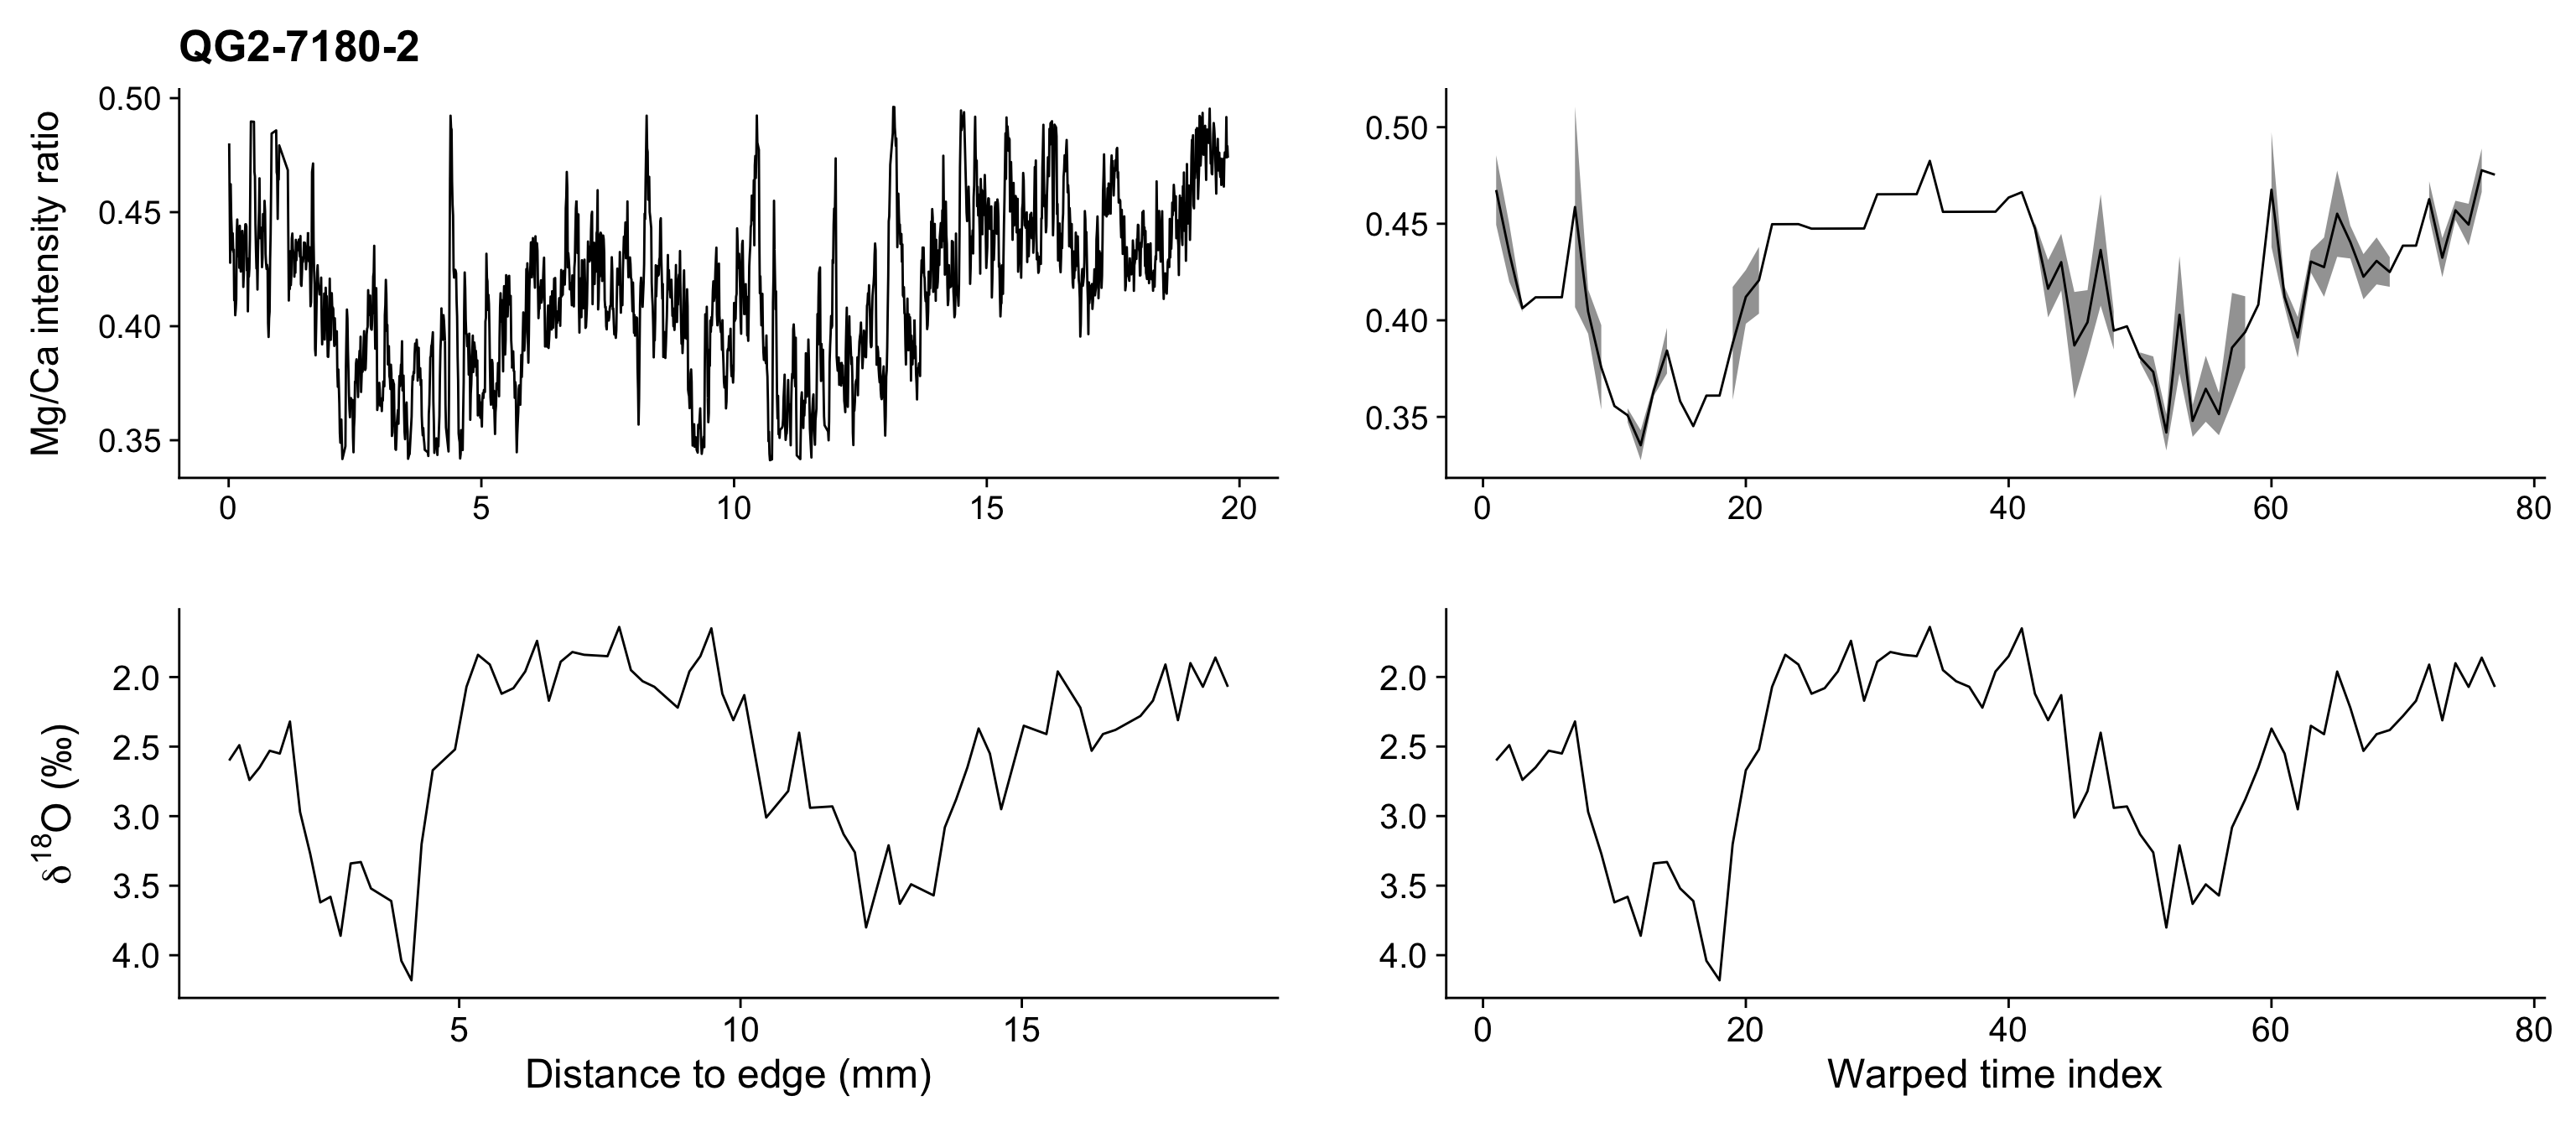 QG2-7180-2
Mg/Ca intensity ratio
0.50
0.45
0.40
0.35
0 5 10 15 20
0.50
0.45
0.40
0.35
0 20 40 60 80
δ18O (‰)
2.0
2.5
3.0
3.5
4.0
5 10 15
Distance to edge (mm)
2.0
2.5
3.0
3.5
4.0
0 20 40 60 80
Warped time index